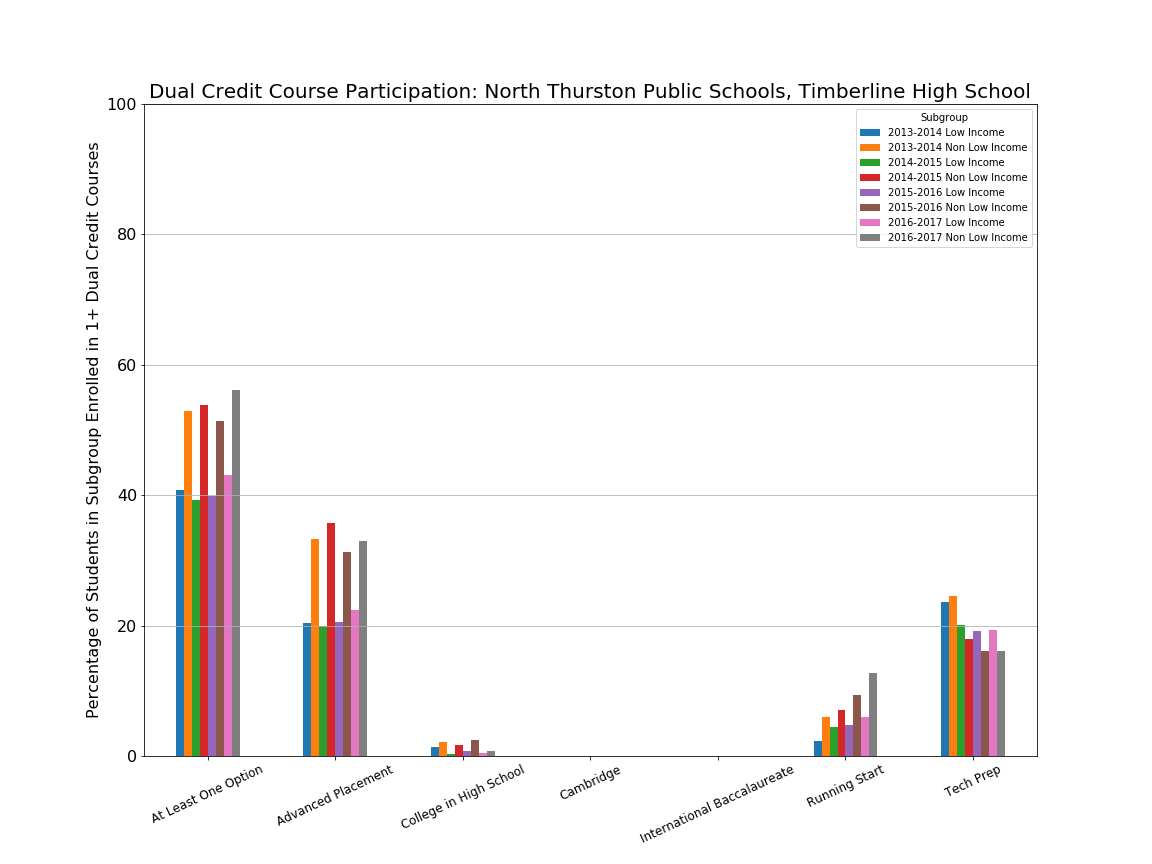 Dual Credit Course Participation: North Thurston Public Schools, Timberline High School
Percentage of Students in Subgroup Enrolled in 1+ Dual Credit Courses
100
80
60
40
20
0
Subgroup
2013-2014 Low Income
2013-2014 Non Low Income
2014-2015 Low Income
2014-2015 Non Low Income
2015-2016 Low Income
2015-2016 Non Low Income
2016-2017 Low Income
2016-2017 Non Low Income
At Least One Option
Advanced Placement
College in High School
Cambridge
International Baccalaureate
Running Start
Tech Prep